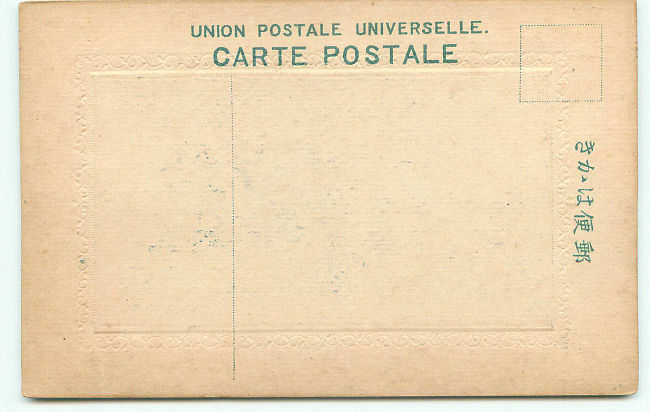 UNION POSTALE UNIVERSELLE.
CARTE POSTALE
きかは便郵